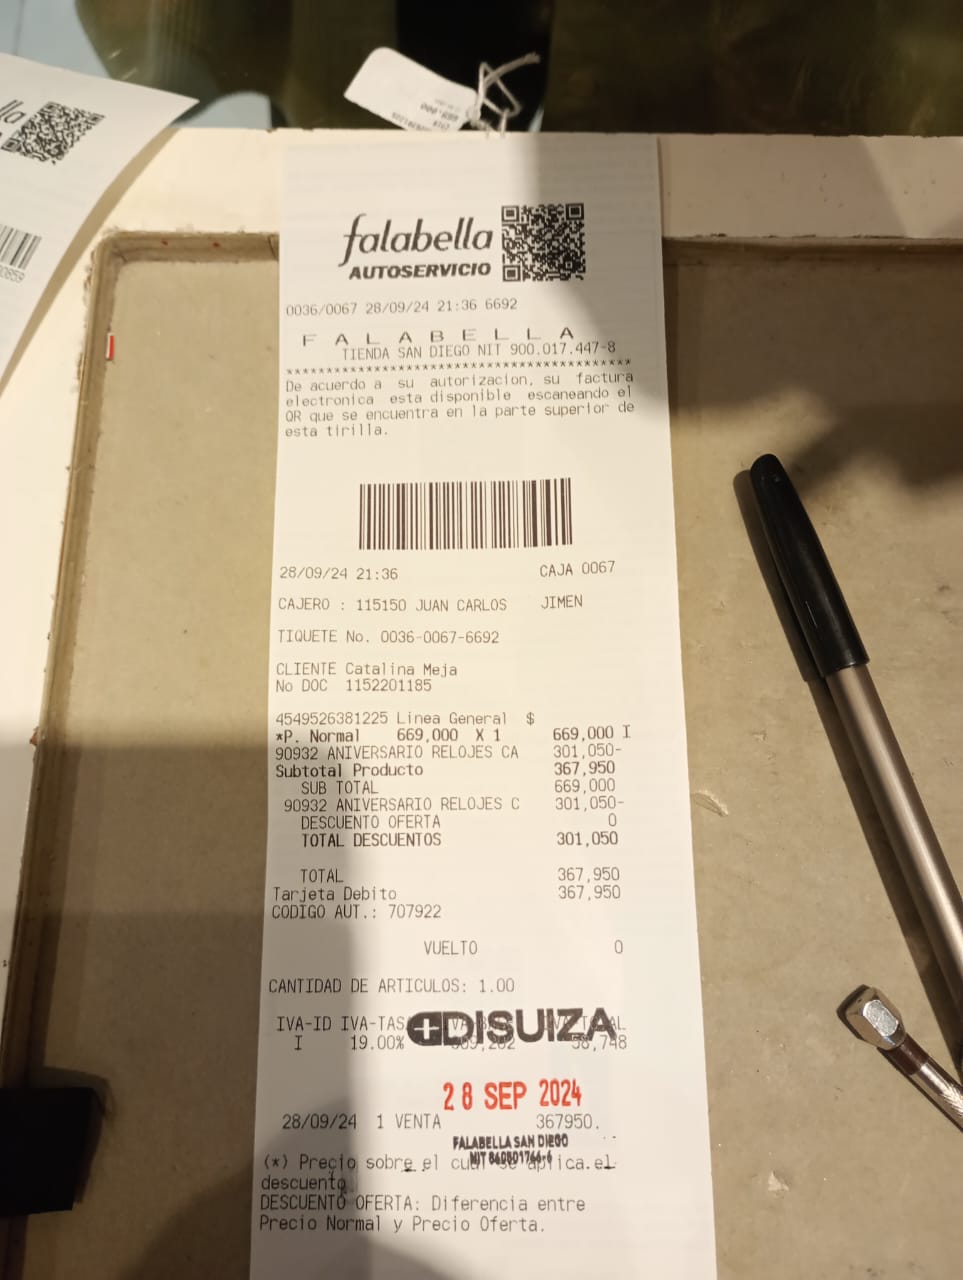 falabella
AUTOSERVICIO
0036/0067 28/09/24 21:36 6692
F A L A B E L L A
TIENDA SAN DIEGO NIT 900.017.447-8
*****************************************
De acuerdo a su autorizacion, su factura
electronica esta disponible escaneando el
QR que se encuentra en la parte superior de
esta tirilla.
28/09/24 21:36 CAJA 0067
CAJERO : 115150 JUAN CARLOS JIMEN
TIQUETE No. 0036-0067-6692
CLIENTE Catalina Meja
No DOC 1152201185
4549526381225 Linea General $
*P. Normal 669,000 X 1 669,000 I
90932 ANIVERSARIO RELOJES CA 301,050-
Subtotal Producto 367,950
SUB TOTAL 669,000
90932 ANIVERSARIO RELOJES C 301,050-
DESCUENTO OFERTA 0
TOTAL DESCUENTOS 301,050
TOTAL 367,950
Tarjeta Debito 367,950
CODIGO AUT.: 707922
VUELTO 0
CANTIDAD DE ARTICULOS: 1.00
IVA-ID IVA-TASA
DISUIZA
I 19.00% 58,748
28 SEP 2024
28/09/24 1 VENTA 367950.
FALABELLA SAN DIEGO
(*) Precio sobre el cual se aplica el
descuento
DESCUENTO OFERTA: Diferencia entre
Precio Normal y Precio Oferta.